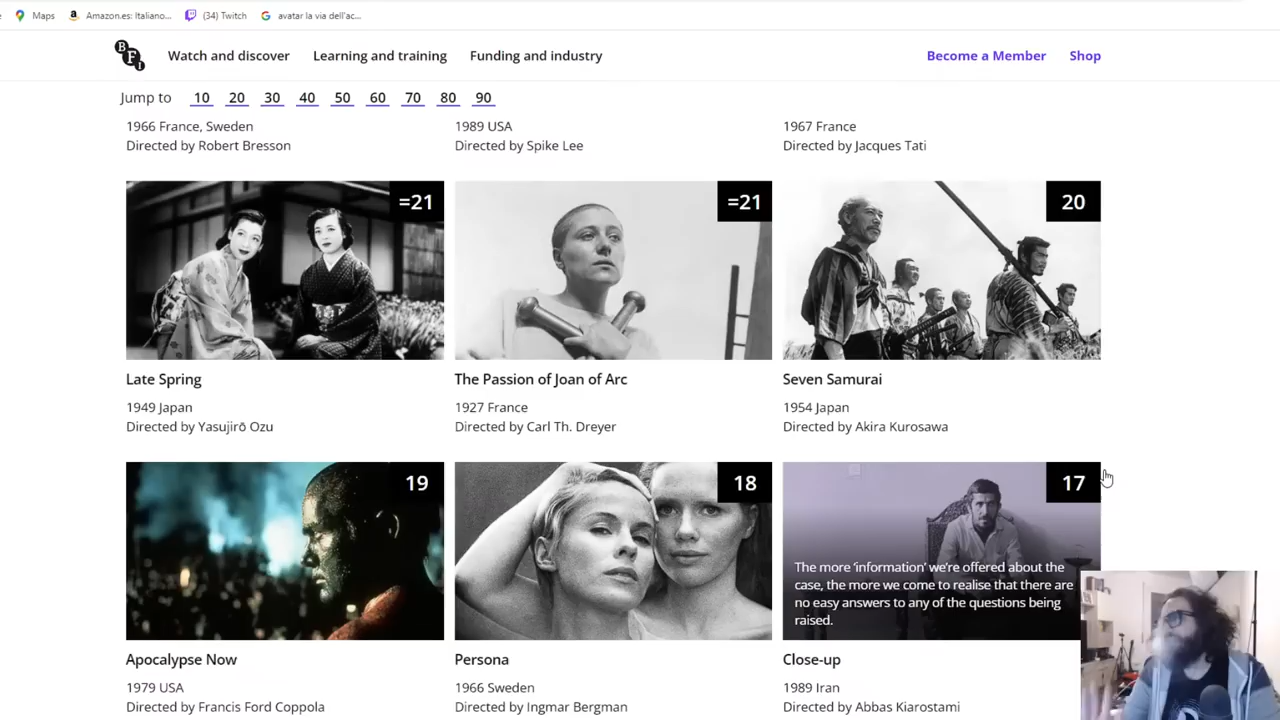 Maps
Amazon.es: Italiano...
(34) Twitch
avatar la via dell'ac...
BFI
Watch and discover
Learning and training
Funding and industry
Become a Member
Shop
Jump to 10 20 30 40 50 60 70 80 90
1966 France, Sweden
Directed by Robert Bresson
1989 USA
Directed by Spike Lee
1967 France
Directed by Jacques Tati
=21
Late Spring
1949 Japan
Directed by Yasujirō Ozu
=21
The Passion of Joan of Arc
1927 France
Directed by Carl Th. Dreyer
20
Seven Samurai
1954 Japan
Directed by Akira Kurosawa
19
Apocalypse Now
1979 USA
Directed by Francis Ford Coppola
18
Persona
1966 Sweden
Directed by Ingmar Bergman
17
The more ‘information’ we’re offered about the
case, the more we come to realise that there are
no easy answers to any of the questions being
raised.
Close-up
1989 Iran
Directed by Abbas Kiarostami